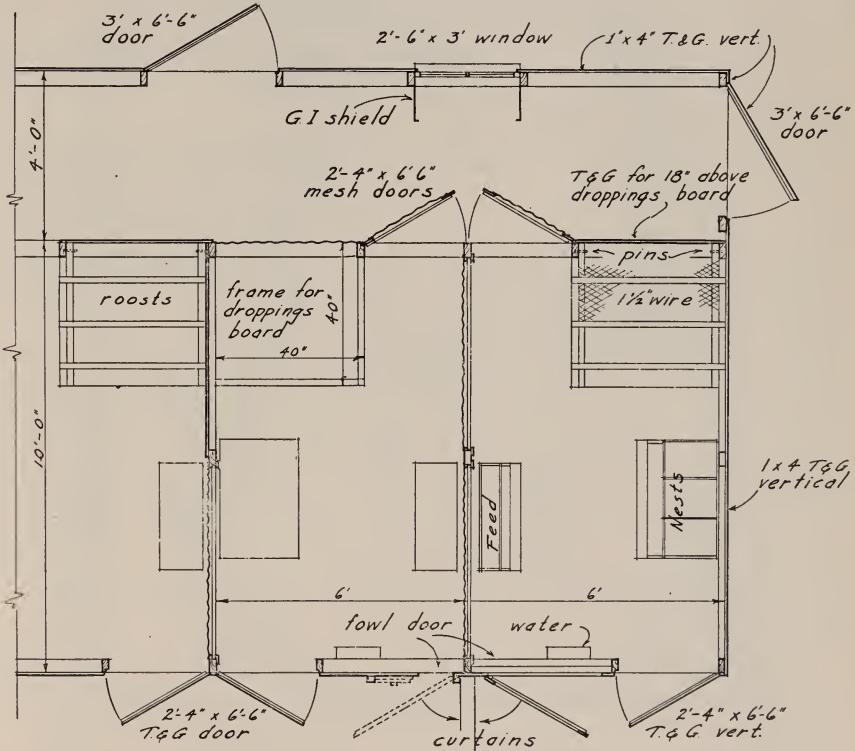 3' x 6'-6"
door
2'-6" x 3' window
1" x 4" T.&G. vert.
G.I shield
3' x 6'-6"
door
4'-0"
2'-4" x 6'6"
mesh doors
T&G for 18" above
droppings board
roosts
frame for
droppings
board
40"
40"
pins
1½" wire
10'-0"
1 x 4 T&G
vertical
Feed
Nests
6'
6'
fowl door
water
2'-4" x 6'-6"
T.&G door
curtains
2'-4" x 6'-6"
T.&G. vert.